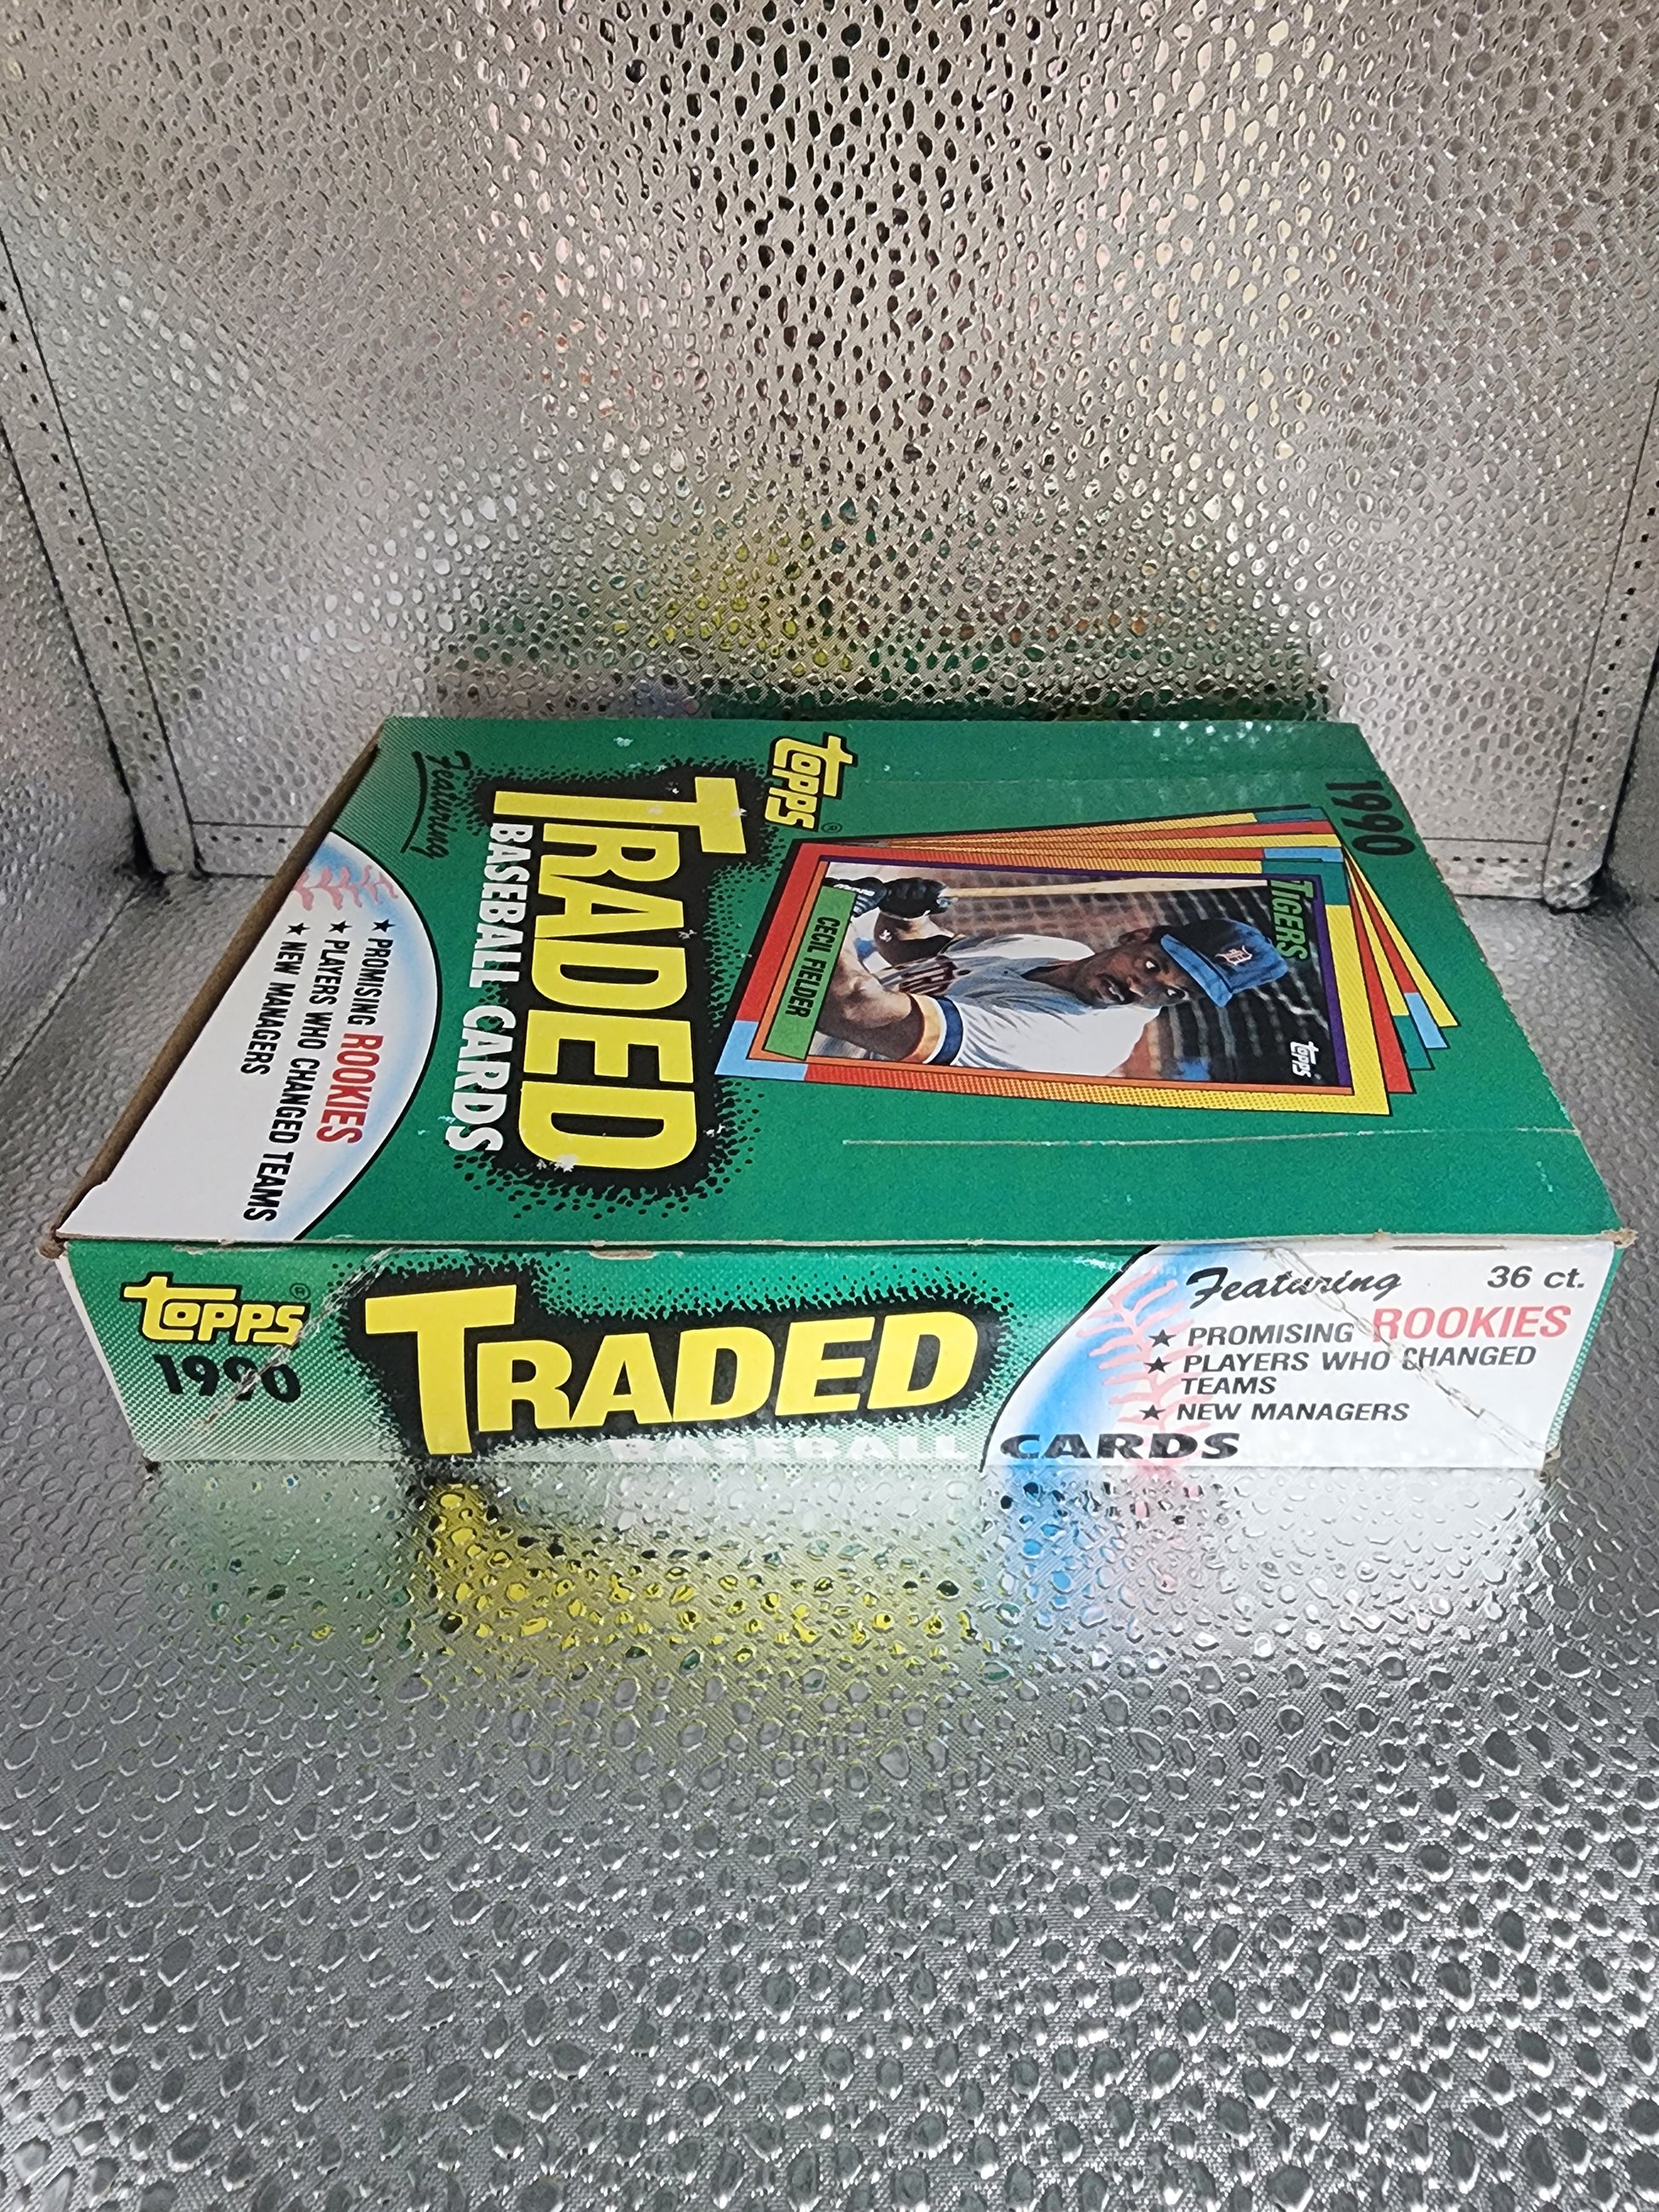 1990
TIGERS
topps
CECIL FIELDER
topps®
TRADED
BASEBALL CARDS
Featuring
★ PROMISING ROOKIES
★ PLAYERS WHO CHANGED TEAMS
★ NEW MANAGERS
topps®
1990
TRADED
BASEBALL CARDS
Featuring
36 ct.
★ PROMISING ROOKIES
★ PLAYERS WHO CHANGED
TEAMS
★ NEW MANAGERS